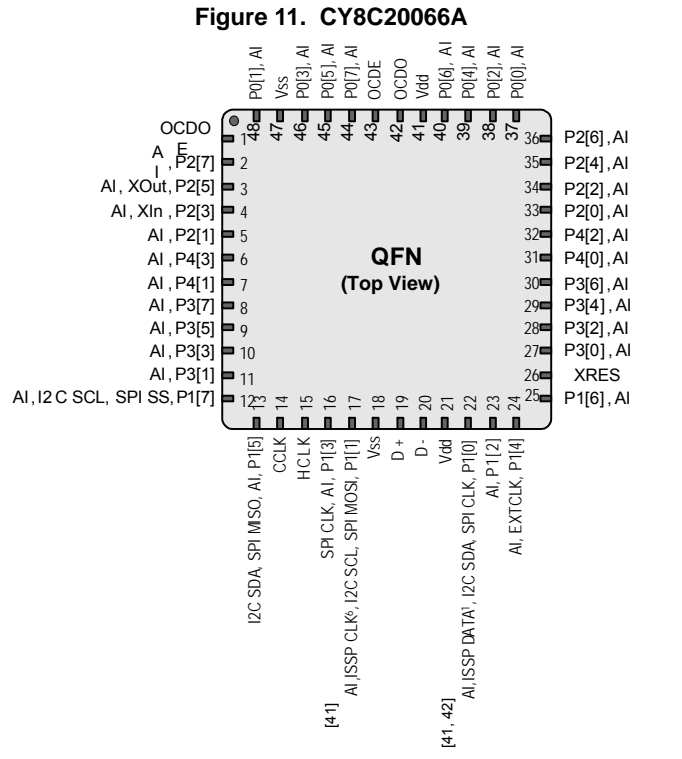 Figure 11. CY8C20066A
P0[1], AI
Vss
P0[3], AI
P0[5], AI
P0[7], AI
OCDE
OCDO
Vdd
P0[6], AI
P0[4], AI
P0[2], AI
P0[0], AI
48
47
46
45
44
43
42
41
40
39
38
37
OCDO
E
1
AI, P2[7] 2
AI, XOut, P2[5] 3
AI, XIn, P2[3] 4
AI, P2[1] 5
AI, P4[3] 6
AI, P4[1] 7
AI, P3[7] 8
AI, P3[5] 9
AI, P3[3] 10
AI, P3[1] 11
AI, I2C SCL, SPI SS, P1[7] 12
QFN
(Top View)
36 P2[6], AI
35 P2[4], AI
34 P2[2], AI
33 P2[0], AI
32 P4[2], AI
31 P4[0], AI
30 P3[6], AI
29 P3[4], AI
28 P3[2], AI
27 P3[0], AI
26 XRES
25 P1[6], AI
13
14
15
16
17
18
19
20
21
22
23
24
I2C SDA, SPI MISO, AI, P1[5]
CCLK
HCLK
SPI CLK, AI, P1[3]
AI, ISSP CLK⁶, I2C SCL, SPI MOSI, P1[1]
Vss
D +
D -
Vdd
AI, ISSP DATA¹, I2C SDA, SPI CLK, P1[0]
AI, P1[2]
AI, EXTCLK, P1[4]
[41]
[41, 42]